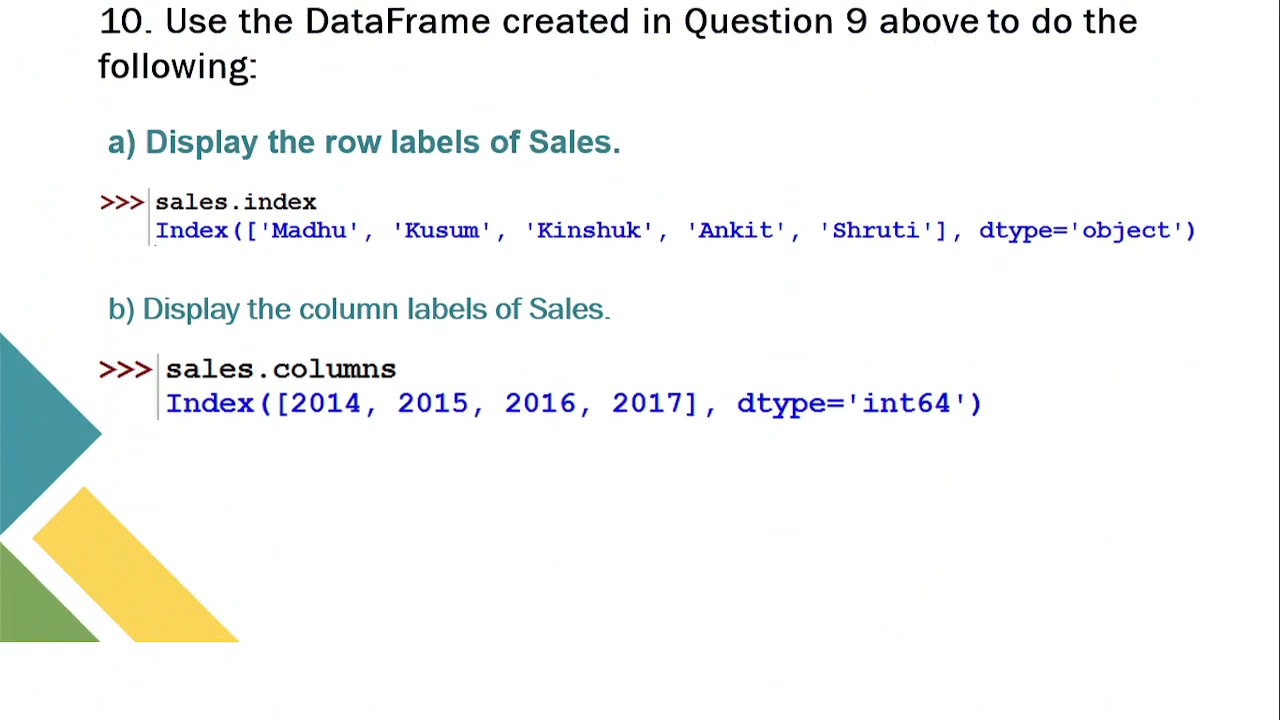 10. Use the DataFrame created in Question 9 above to do the
following:
a) Display the row labels of Sales.
>>> sales.index
Index(['Madhu', 'Kusum', 'Kinshuk', 'Ankit', 'Shruti'], dtype='object')
b) Display the column labels of Sales.
>>> sales.columns
Index([2014, 2015, 2016, 2017], dtype='int64')